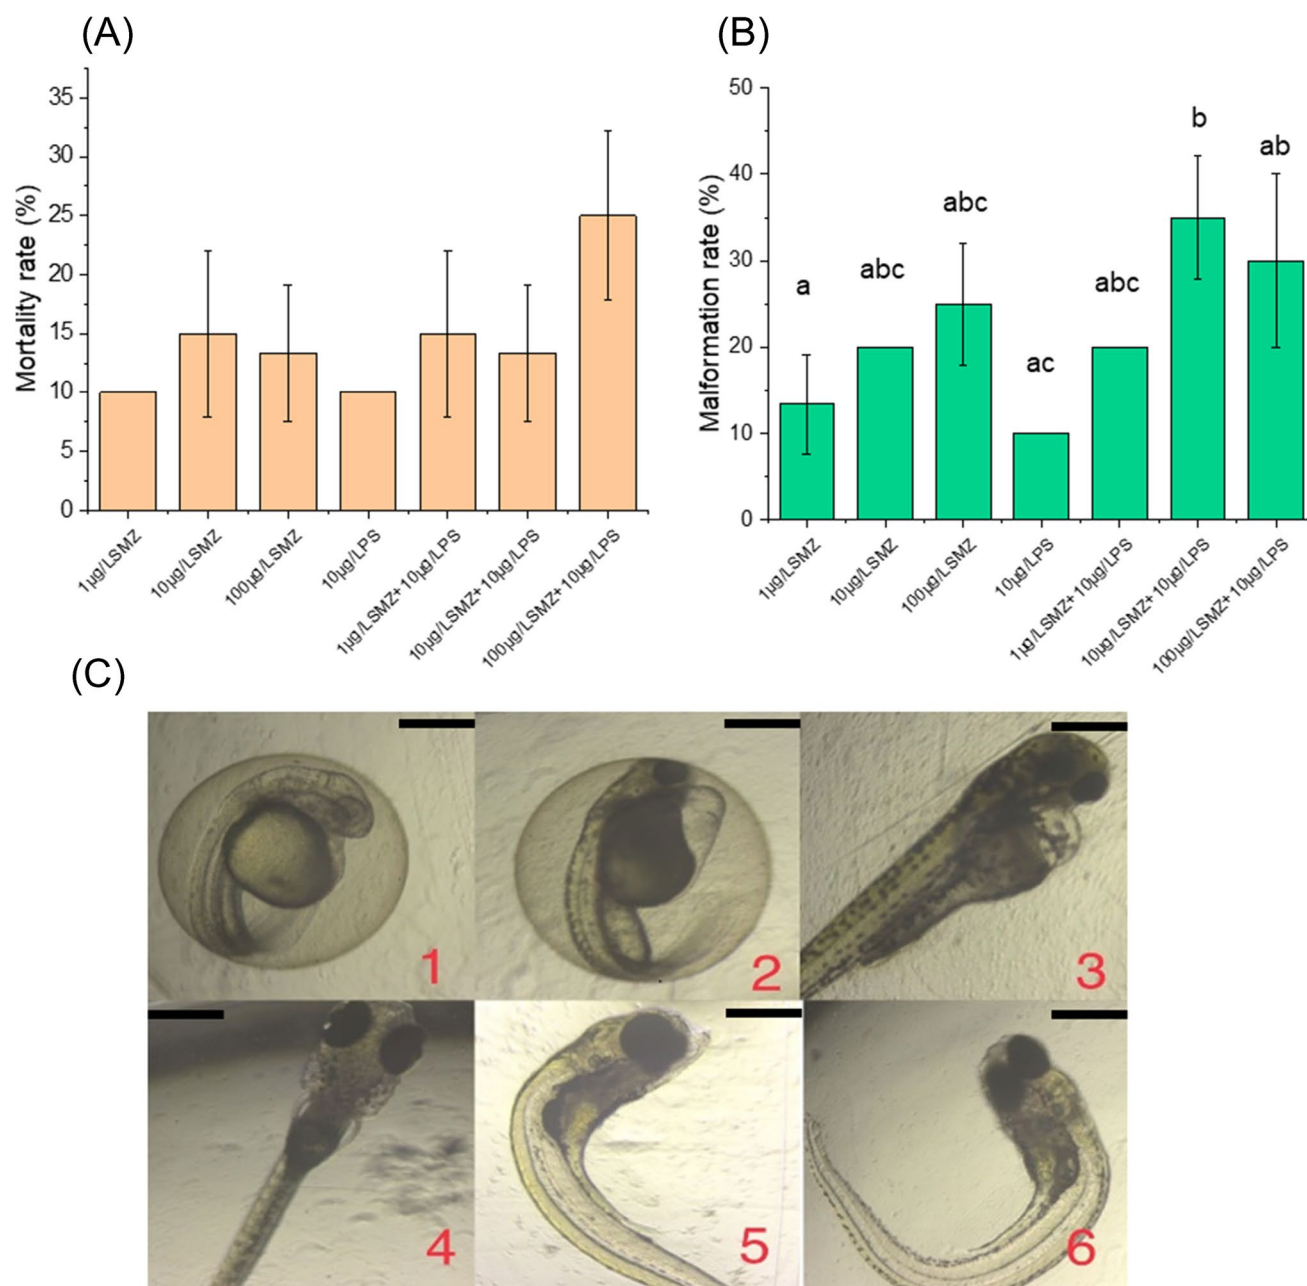 (A)
Mortality rate (%)
35
30
25
20
15
10
5
0
1µg/LSMZ
10µg/LSMZ
100µg/LSMZ
10µg/LPS
1µg/LSMZ+10µg/LPS
10µg/LSMZ+10µg/LPS
100µg/LSMZ+10µg/LPS
(B)
Malformation rate (%)
50
40
30
20
10
0
a
abc
abc
ac
abc
b
ab
1µg/LSMZ
10µg/LSMZ
100µg/LSMZ
10µg/LPS
1µg/LSMZ+10µg/LPS
10µg/LSMZ+10µg/LPS
100µg/LSMZ+10µg/LPS
(C)
1
2
3
4
5
6